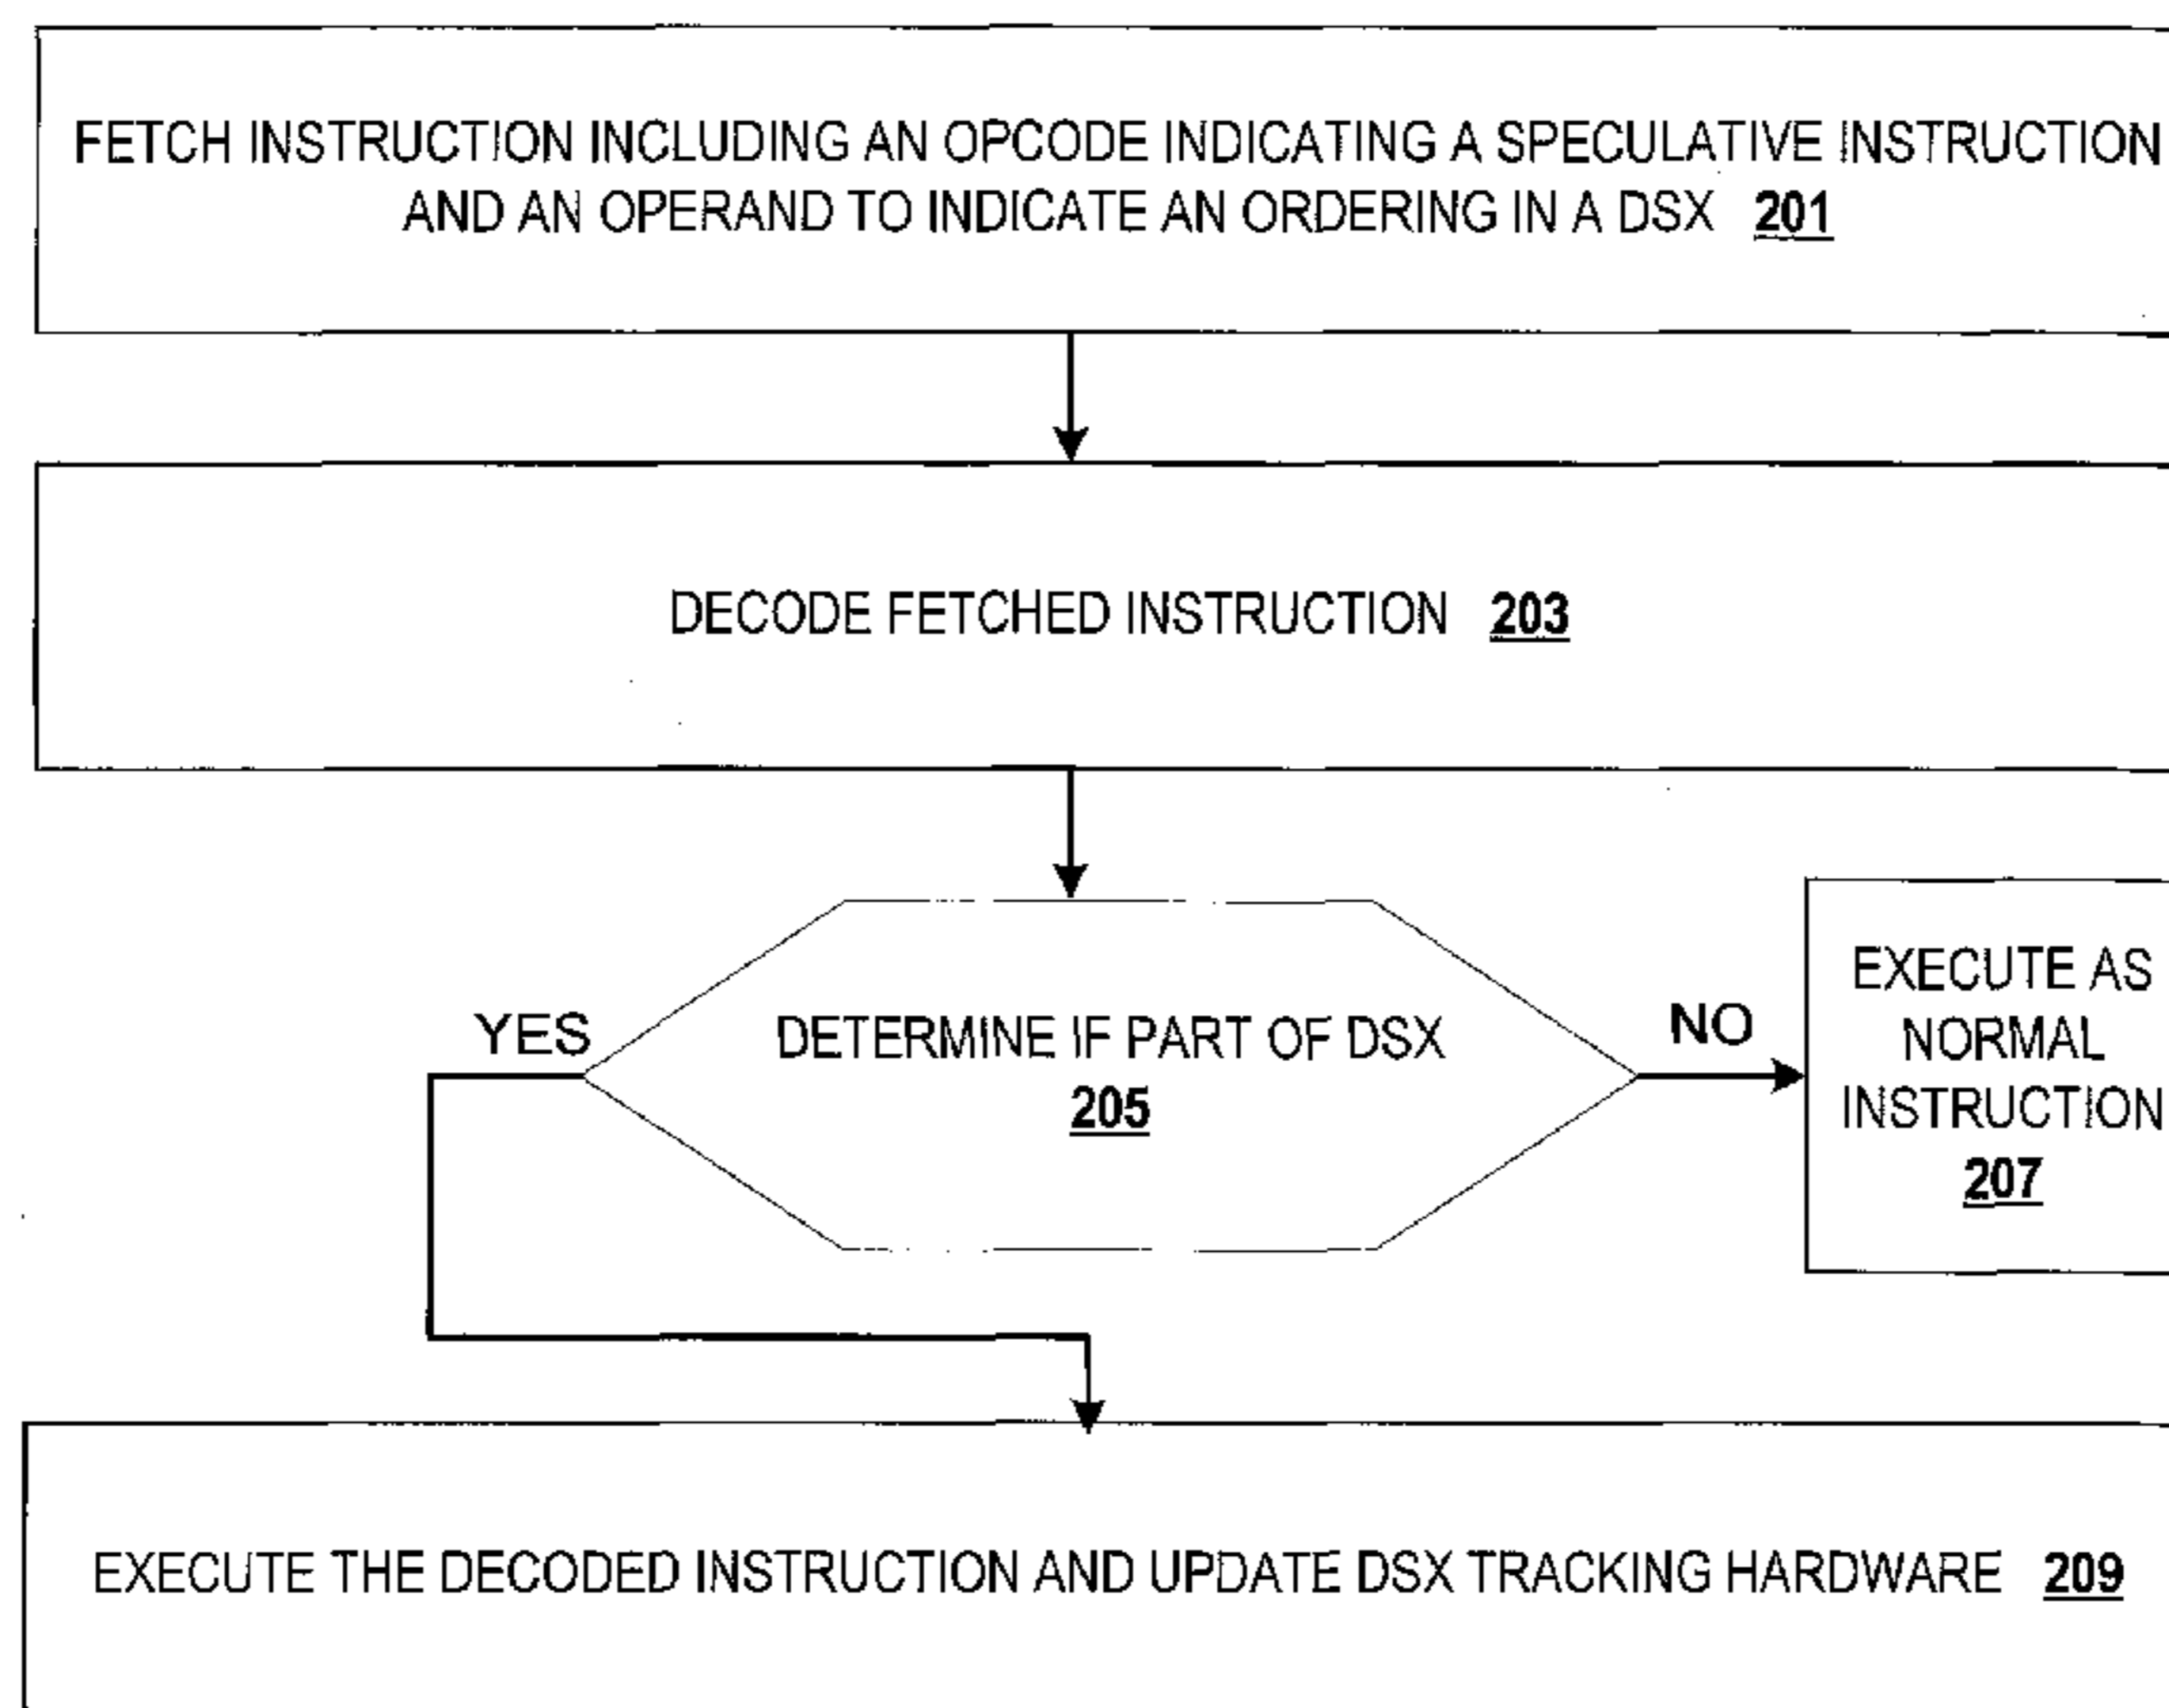 FETCH INSTRUCTION INCLUDING AN OPCODE INDICATING A SPECULATIVE INSTRUCTION
AND AN OPERAND TO INDICATE AN ORDERING IN A DSX 201
DECODE FETCHED INSTRUCTION 203
YES
DETERMINE IF PART OF DSX
205
NO
EXECUTE AS
NORMAL
INSTRUCTION
207
EXECUTE THE DECODED INSTRUCTION AND UPDATE DSX TRACKING HARDWARE 209